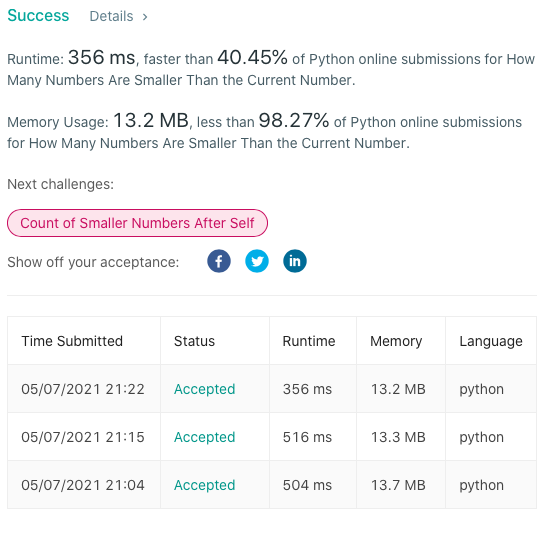 Success Details >
Runtime: 356 ms, faster than 40.45% of Python online submissions for How
Many Numbers Are Smaller Than the Current Number.
Memory Usage: 13.2 MB, less than 98.27% of Python online submissions
for How Many Numbers Are Smaller Than the Current Number.
Next challenges:
Count of Smaller Numbers After Self
Show off your acceptance: f in
Time Submitted Status Runtime Memory Language
05/07/2021 21:22 Accepted 356 ms 13.2 MB python
05/07/2021 21:15 Accepted 516 ms 13.3 MB python
05/07/2021 21:04 Accepted 504 ms 13.7 MB python